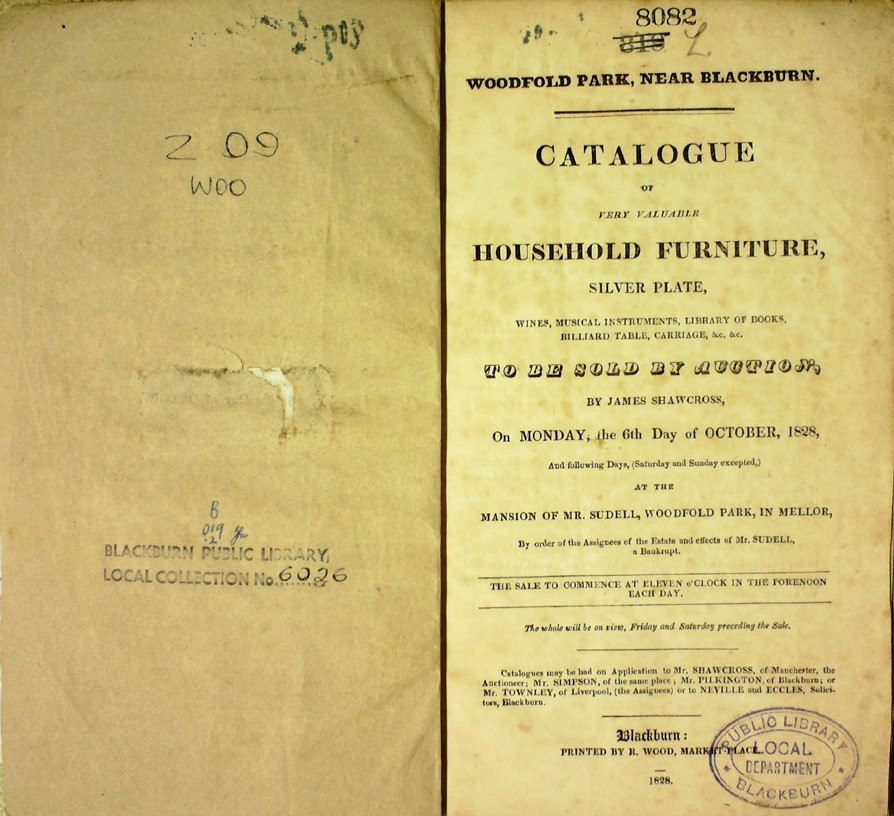 Z 09
WOO
B
019
BLACKBURN PUBLIC LIBRARY,
LOCAL COLLECTION No. 6026
8082
819
L
WOODFOLD PARK, NEAR BLACKBURN.
CATALOGUE
OF
VERY VALUABLE
HOUSEHOLD FURNITURE,
SILVER PLATE,
WINES, MUSICAL INSTRUMENTS, LIBRARY OF BOOKS,
BILLIARD TABLE, CARRIAGE, &c. &c.
TO BE SOLD BY AUCTION,
BY JAMES SHAWCROSS,
On MONDAY, the 6th Day of OCTOBER, 1828,
And following Days, (Saturday and Sunday excepted,)
AT THE
MANSION OF MR. SUDELL, WOODFOLD PARK, IN MELLOR,
By order of the Assignees of the Estate and effects of Mr. SUDELL,
a Bankrupt.
THE SALE TO COMMENCE AT ELEVEN o'CLOCK IN THE FORENOON
EACH DAY.
The whole will be on view, Friday and Saturday preceding the Sale.
Catalogues may be had on Application to Mr. SHAWCROSS, of Manchester, the
Auctioneer; Mr. SIMPSON, of the same place; Mr. PILKINGTON, of Blackburn; or
Mr. TOWNLEY, of Liverpool, (the Assignees) or to NEVILLE and ECCLES, Solici-
tors, Blackburn.
Blackburn:
PRINTED BY R. WOOD, MARKET-PLACE.
1828.
PUBLIC LIBRARY
LOCAL
DEPARTMENT
BLACKBURN